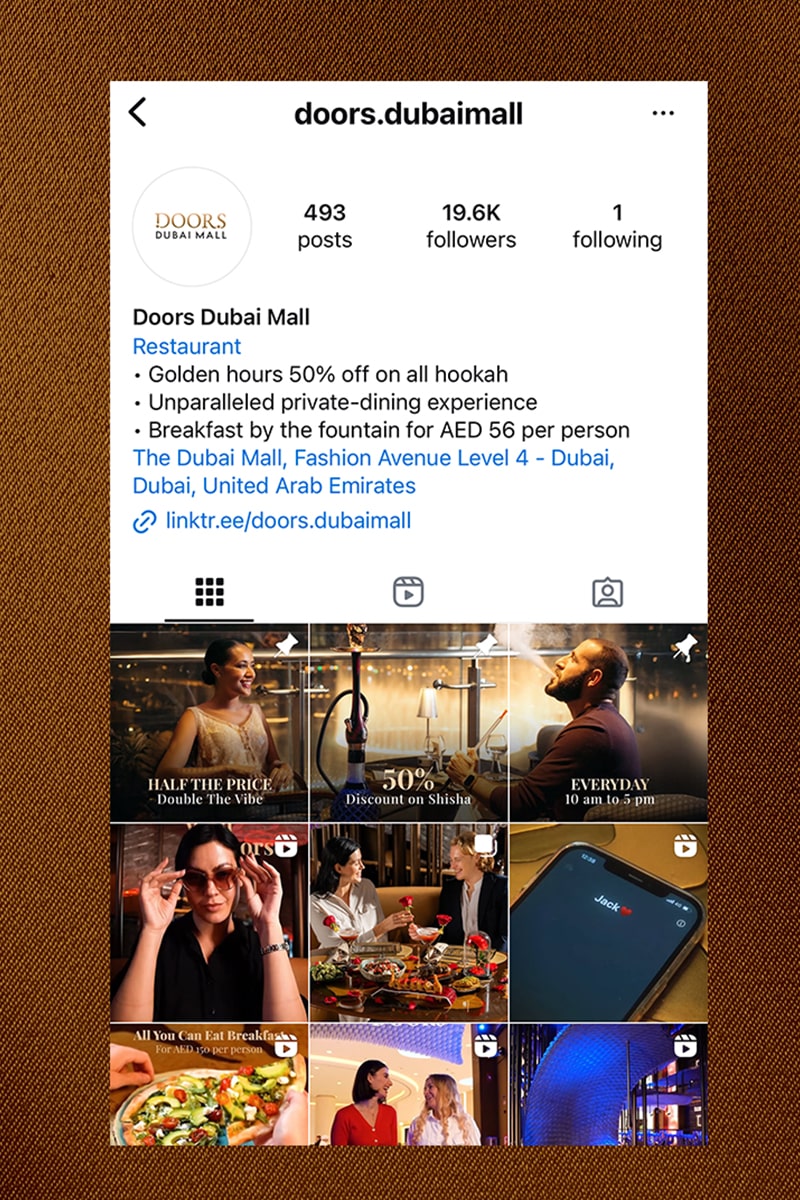 doors.dubaimall
DOORS
DUBAI MALL
493
posts
19.6K
followers
1
following
Doors Dubai Mall
Restaurant
• Golden hours 50% off on all hookah
• Unparalleled private-dining experience
• Breakfast by the fountain for AED 56 per person
The Dubai Mall, Fashion Avenue Level 4 - Dubai,
Dubai, United Arab Emirates
linktr.ee/doors.dubaimall
HALF THE PRICE
Double The Vibe
50%
Discount on Shisha
EVERYDAY
10 am to 5 pm
ors
12:38
4G
Jack❤️
All You Can Eat Breakfast
For AED 150 per person